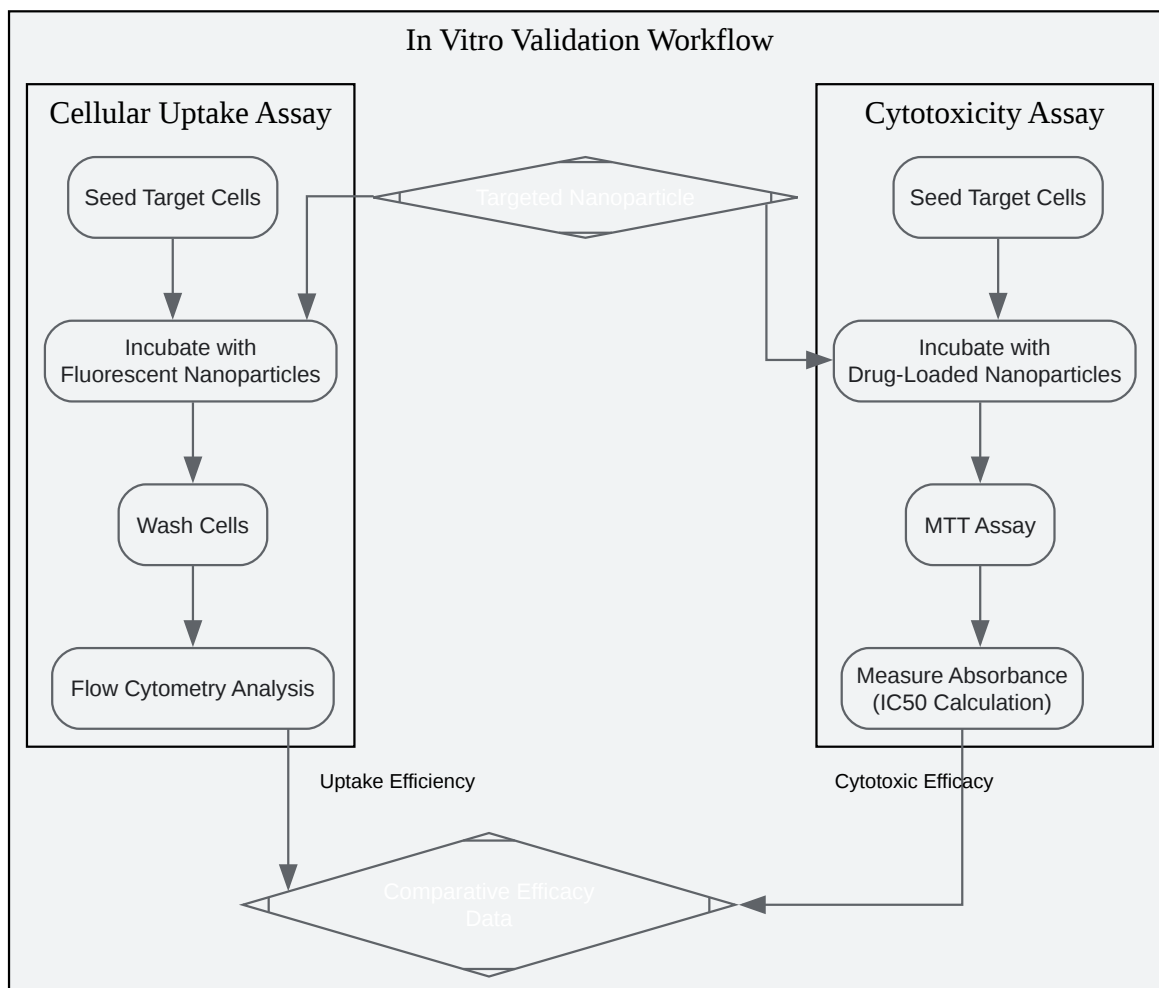 In Vitro Validation Workflow
Cellular Uptake Assay
Seed Target Cells
Incubate with
Fluorescent Nanoparticles
Wash Cells
Flow Cytometry Analysis
Targeted Nanoparticle
Cytotoxicity Assay
Seed Target Cells
Incubate with
Drug-Loaded Nanoparticles
MTT Assay
Measure Absorbance
(IC50 Calculation)
Uptake Efficiency
Cytotoxic Efficacy
Comparative Efficacy
Data